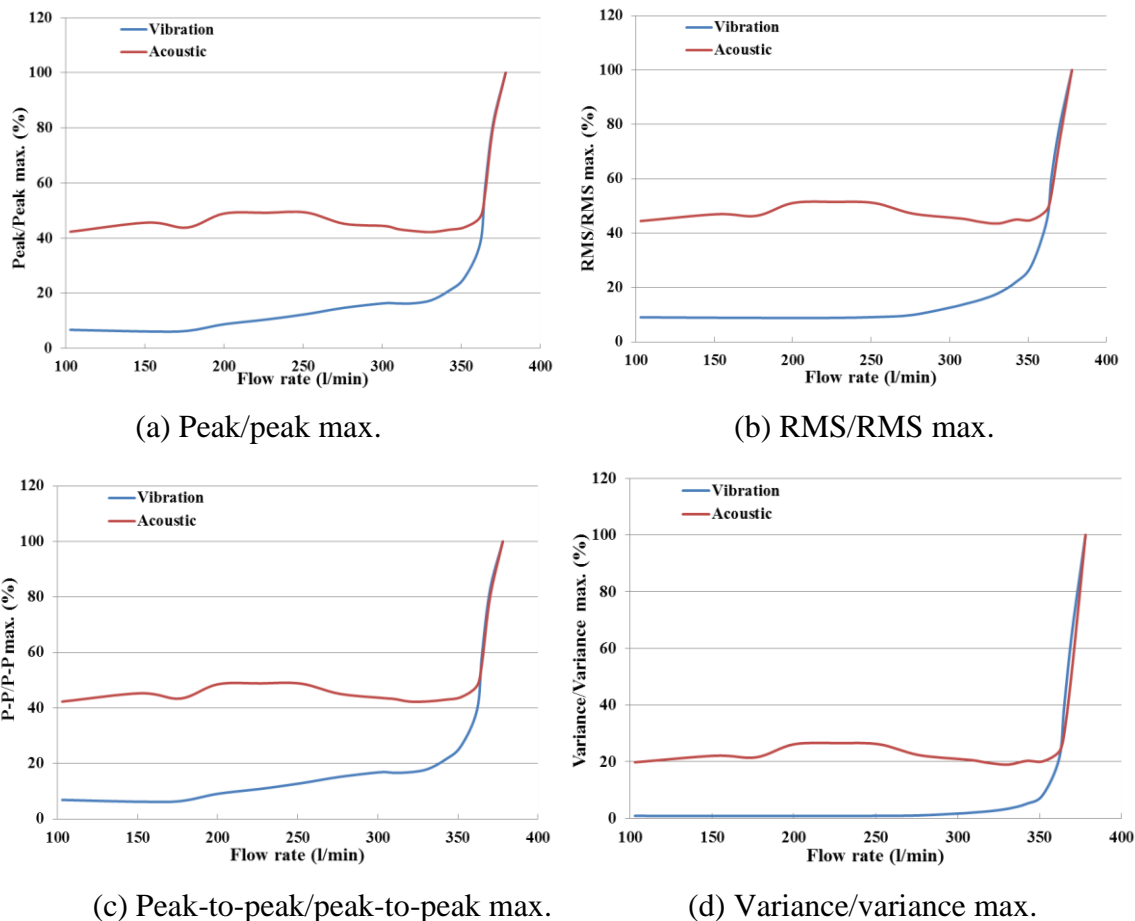 120
100
80
60
40
20
0
Peak/Peak max. (%)
Vibration
Acoustic
100 150 200 250 300 350 400
Flow rate (l/min)
(a) Peak/peak max.
120
100
80
60
40
20
0
RMS/RMS max. (%)
Vibration
Acoustic
100 150 200 250 300 350 400
Flow rate (l/min)
(b) RMS/RMS max.
120
100
80
60
40
20
0
P-P/P-P max. (%)
Vibration
Acoustic
100 150 200 250 300 350 400
Flow rate (l/min)
(c) Peak-to-peak/peak-to-peak max.
120
100
80
60
40
20
0
Variance/Variance max. (%)
Vibration
Acoustic
100 150 200 250 300 350 400
Flow rate (l/min)
(d) Variance/variance max.